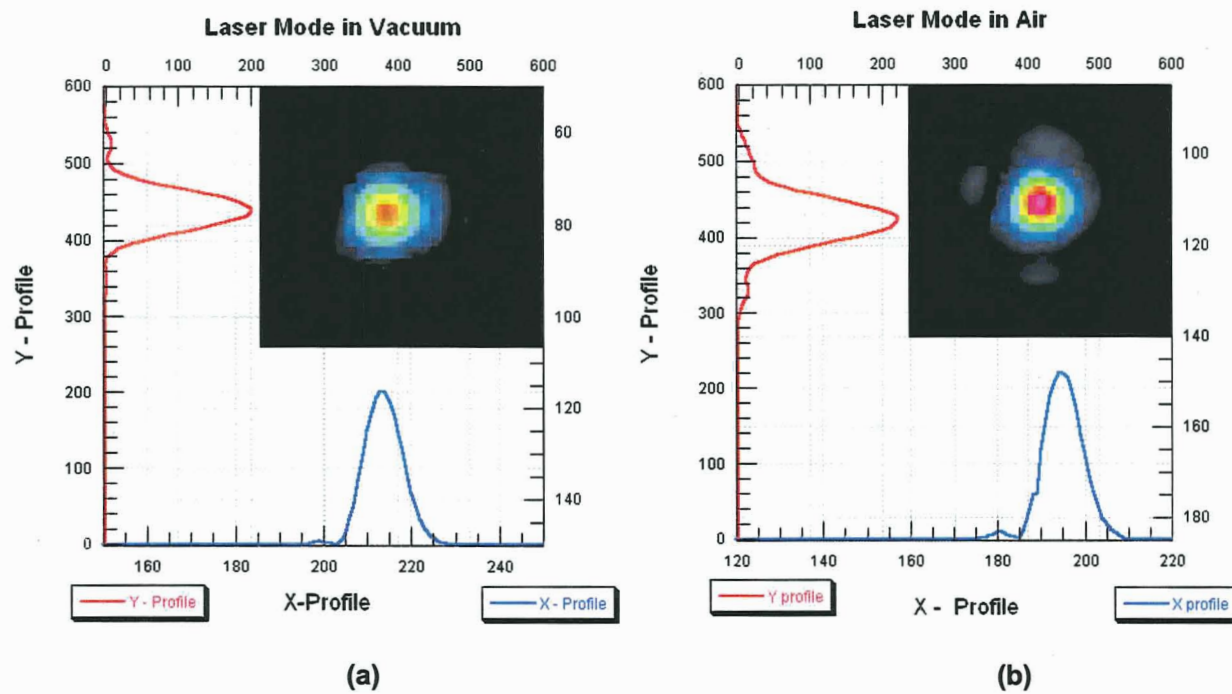 Laser Mode in Vacuum
0 100 200 300 400 500 600
600
500
400
300
200
100
0
Y - Profile
60
80
100
120
140
160 180 200 220 240
Y - Profile
X-Profile
X - Profile
(a)
Laser Mode in Air
0 100 200 300 400 500 600
600
500
400
300
200
100
0
Y - Profile
100
120
140
160
180
120 140 160 180 200 220
Y profile
X - Profile
X profile
(b)